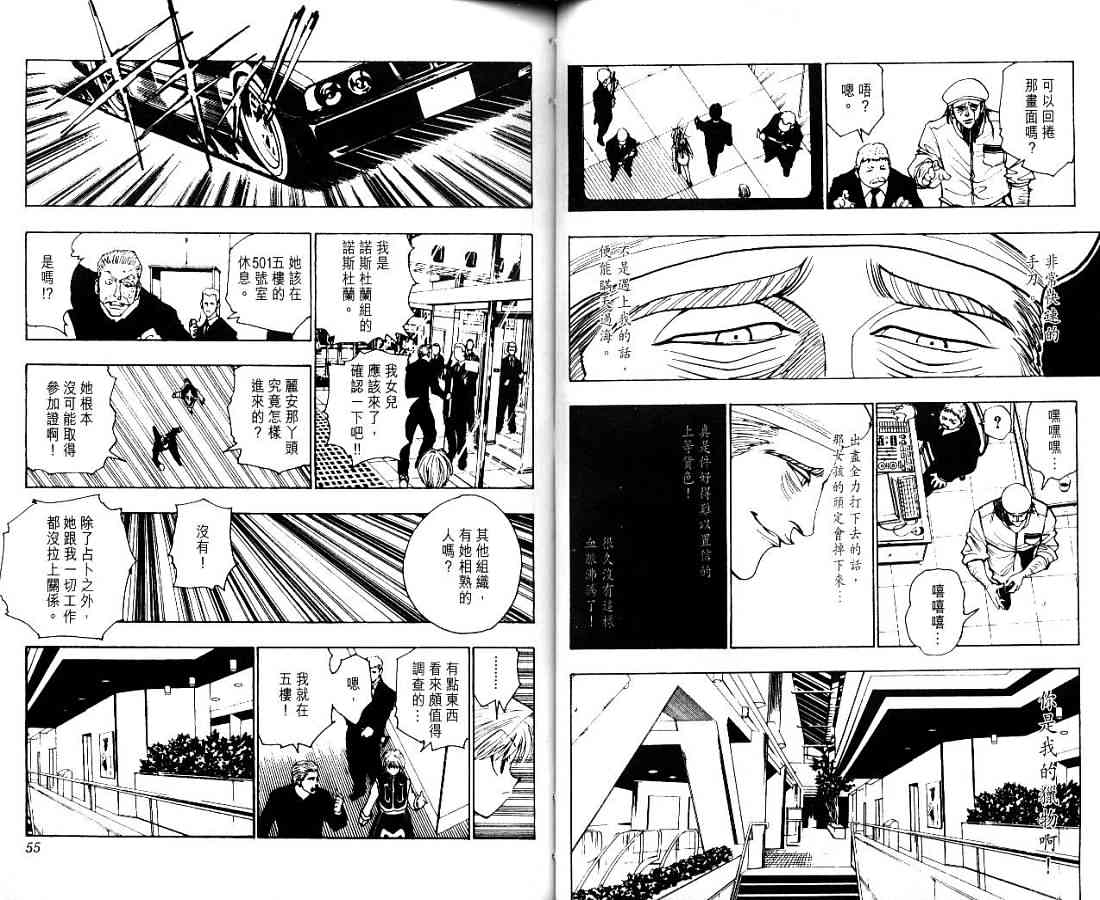 可以回捲
那畫面嗎？
唔？
嗯。
非常快速的
手刀
不是遇上我的話
便能瞞天過海。
嘿嘿嘿…
？
嘻嘻嘻…
出盡全力打下去的話，
那女孩的頭定會掉下來…
真是件好得難以置信的
上等貨色！
很久沒有這樣
血脈沸騰了！
你是我的獵物啊！
我是
諾斯杜蘭組的
諾斯杜蘭。
我女兒
應該來了，
確認一下吧!!
她該在
五樓的
501號室
休息。
是嗎!?
麗安那丫頭
究竟怎樣
進來的？
她根本
沒可能取得
參加證啊！
其他組織，
有她相熟的
人嗎？
沒有！
除了占卜之外，
她跟我一切工作
都沒拉上關係。
………
有點東西
看來頗值得
調查的…
嗯，
我就在
五樓！
55